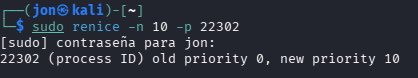 ┌──(jon㉿kali)-[~]
└─$ sudo renice -n 10 -p 22302
[sudo] contraseña para jon:
22302 (process ID) old priority 0, new priority 10